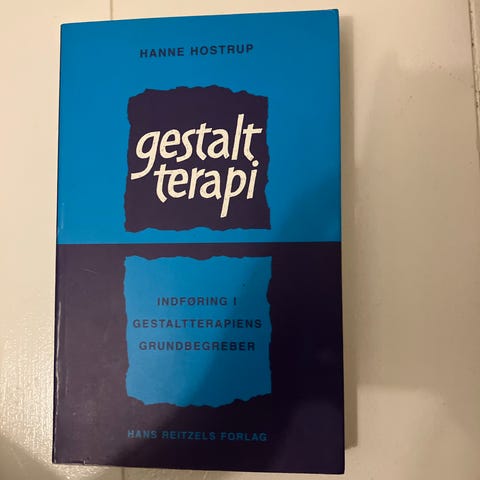 HANNE HOSTRUP
gestalt
terapi
INDFØRING I
GESTALTTERAPIENS
GRUNDBEGREBER
HANS REITZELS FORLAG